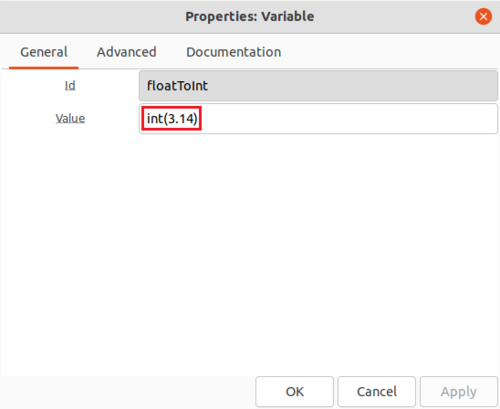 Properties: Variable
General Advanced Documentation
Id floatToInt
Value int(3.14)
OK Cancel Apply